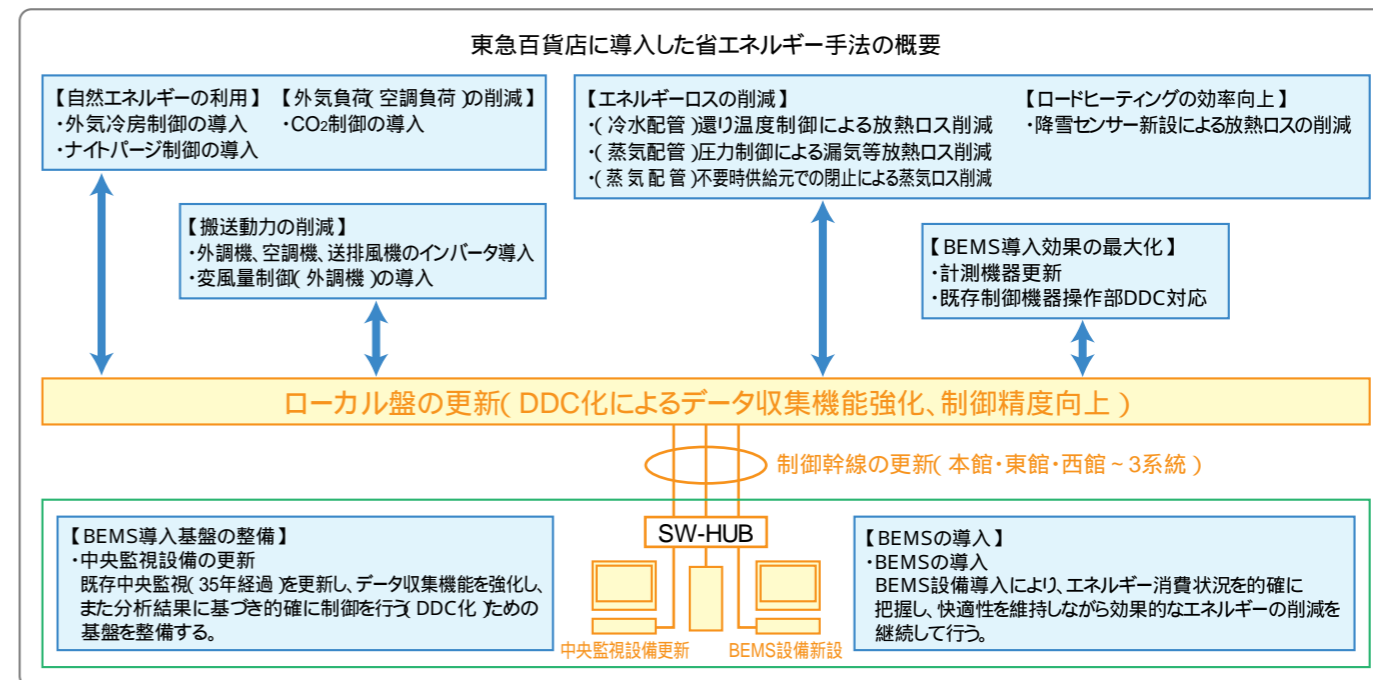 東急百貨店に導入した省エネルギー手法の概要
【自然エネルギーの利用】
・外気冷房制御の導入
・ナイトパージ制御の導入
【外気負荷(空調負荷)の削減】
・CO₂制御の導入
【エネルギーロスの削減】
・(冷水配管)還り温度制御による放熱ロス削減
・(蒸気配管)圧力制御による漏気等放熱ロス削減
・(蒸気配管)不要時供給元での閉止による蒸気ロス削減
【ロードヒーティングの効率向上】
・降雪センサー新設による放熱ロスの削減
【搬送動力の削減】
・外調機、空調機、送排風機のインバータ導入
・変風量制御(外調機)の導入
【BEMS導入効果の最大化】
・計測機器更新
・既存制御機器操作部DDC対応
ローカル盤の更新(DDC化によるデータ収集機能強化、制御精度向上)
制御幹線の更新(本館・東館・西館~3系統)
【BEMS導入基盤の整備】
・中央監視設備の更新
既存中央監視(35年経過)を更新し、データ収集機能を強化し、
また分析結果に基づき的確に制御を行う(DDC化)ための
基盤を整備する。
SW-HUB
中央監視設備更新
BEMS設備新設
【BEMSの導入】
・BEMSの導入
BEMS設備導入により、エネルギー消費状況を的確に
把握し、快適性を維持しながら効果的なエネルギーの削減を
継続して行う。